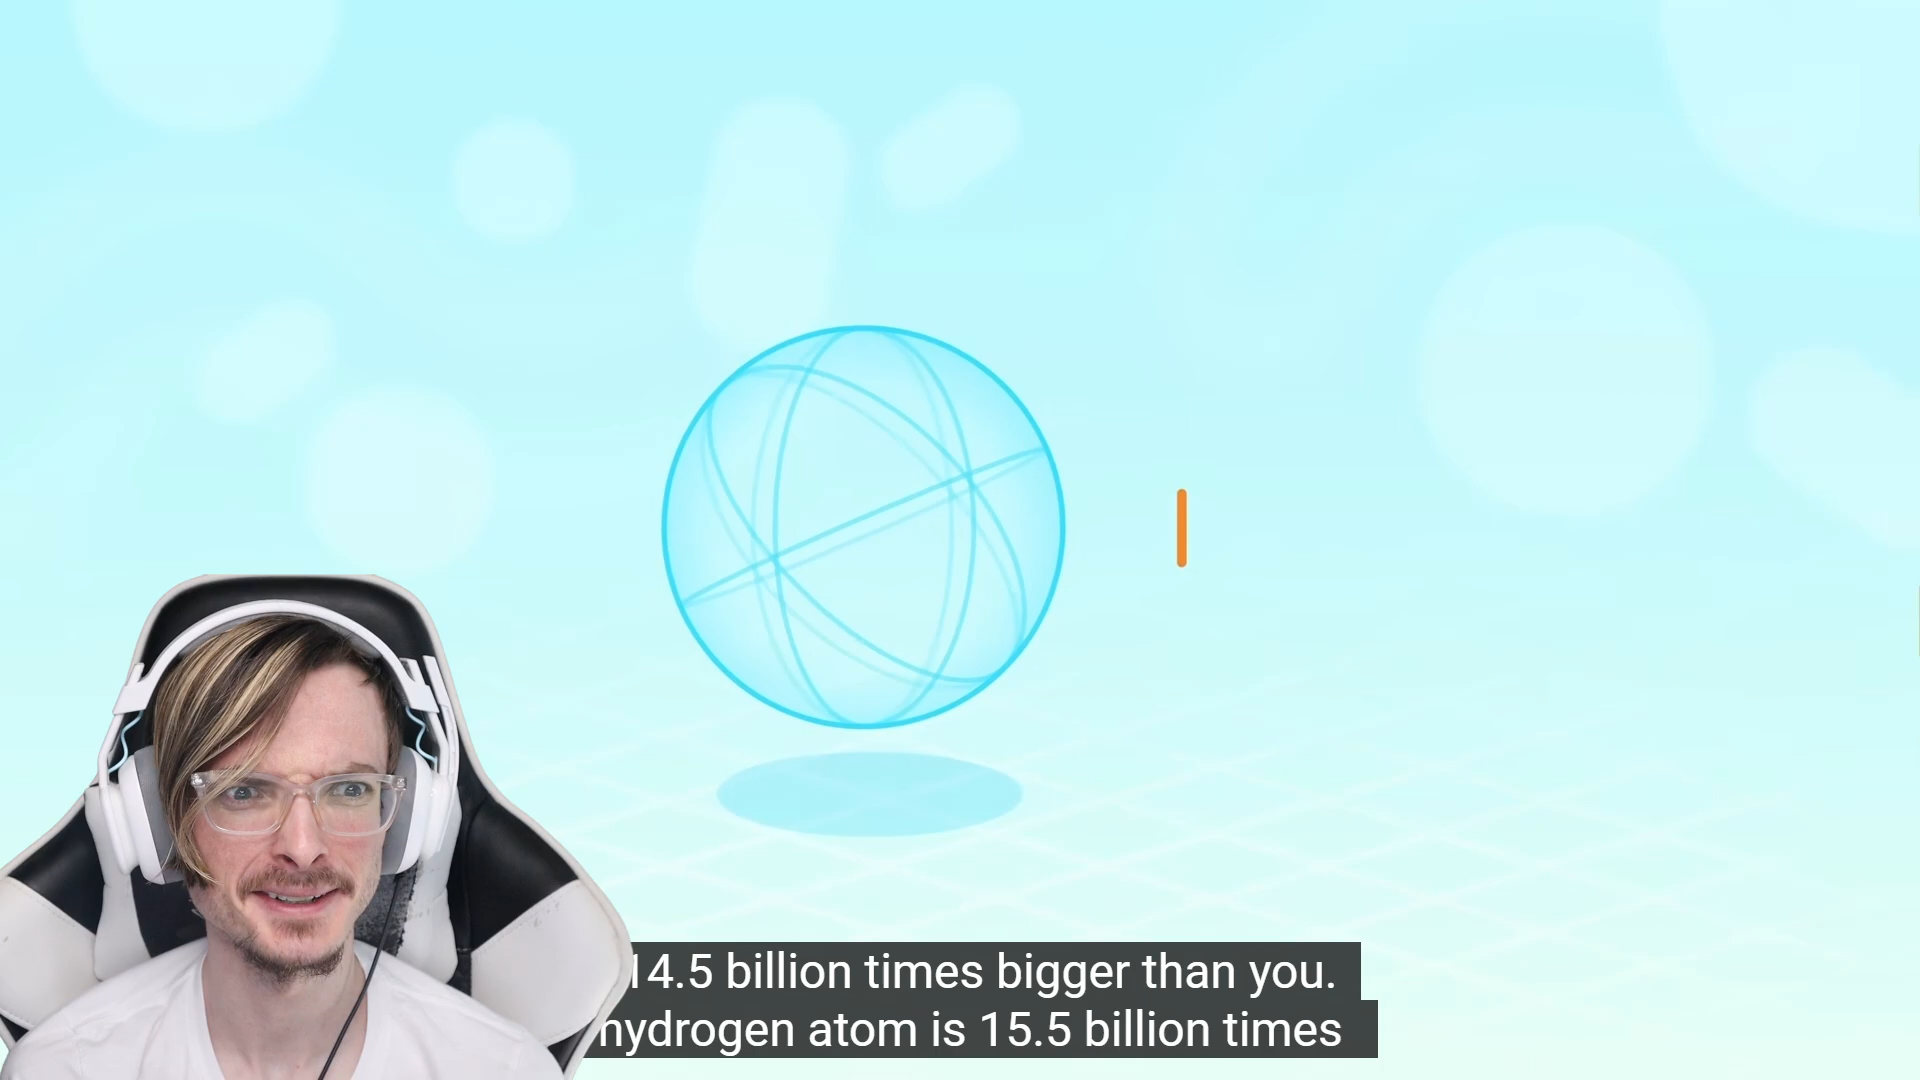 14.5 billion times bigger than you.
hydrogen atom is 15.5 billion times